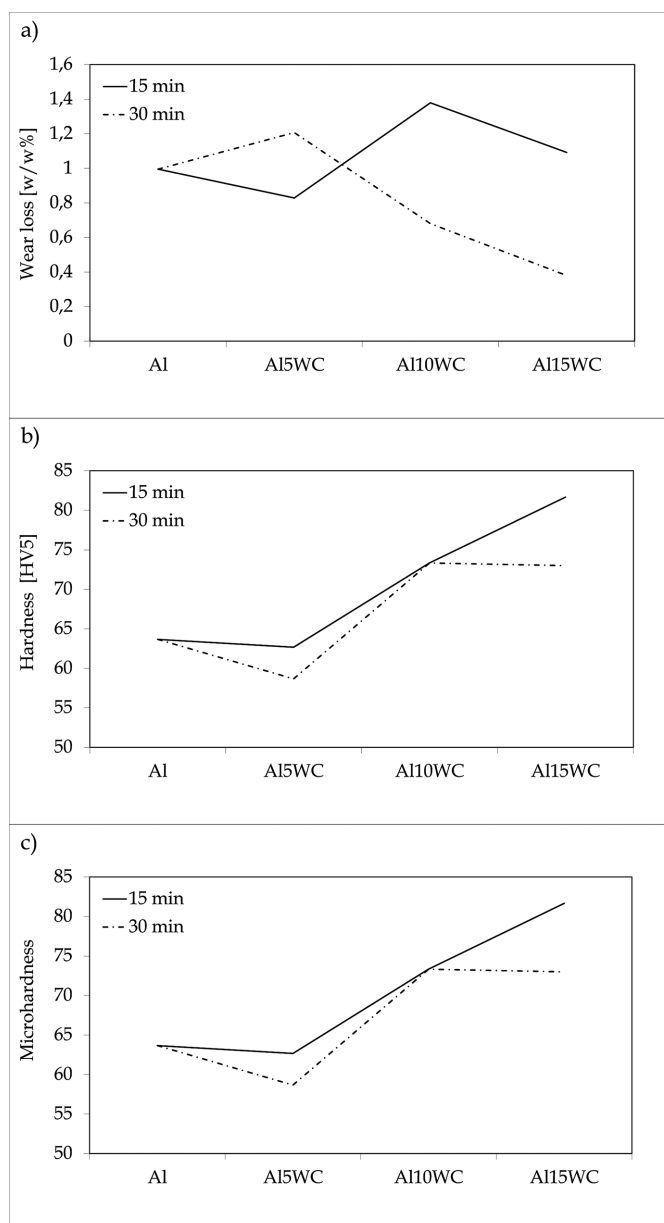 a)
1,6
1,4
1,2
1
0,8
0,6
0,4
0,2
0
Wear loss [w/w%]
15 min
30 min
Al Al5WC Al10WC Al15WC
b)
85
80
75
70
65
60
55
50
Hardness [HV5]
15 min
30 min
Al Al5WC Al10WC Al15WC
c)
85
80
75
70
65
60
55
50
Microhardness
15 min
30 min
Al Al5WC Al10WC Al15WC